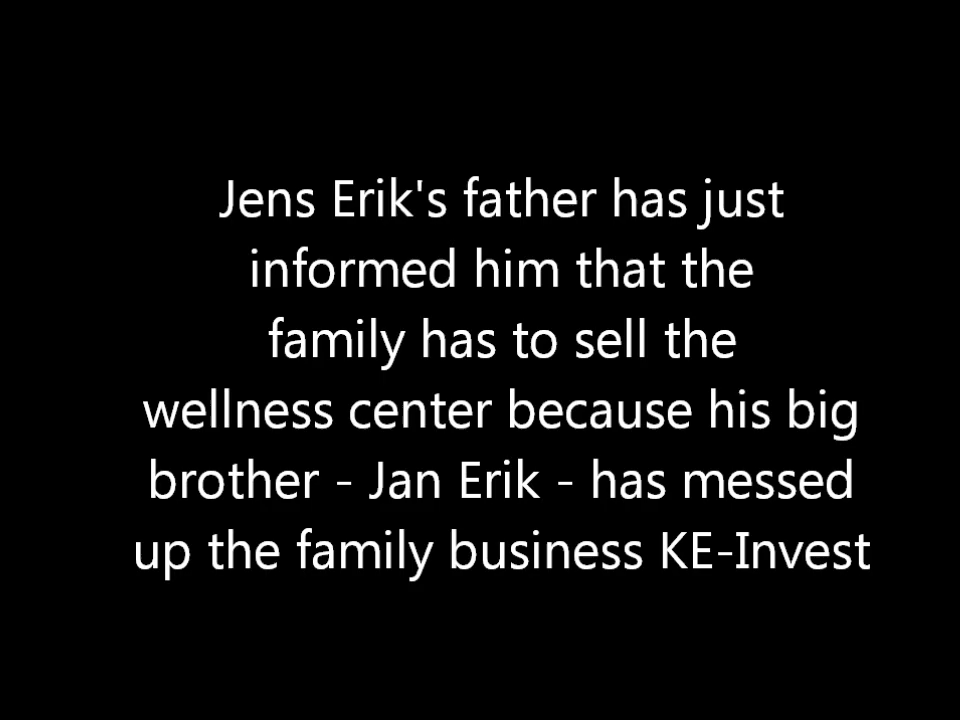 Jens Erik's father has just
informed him that the
family has to sell the
wellness center because his big
brother - Jan Erik - has messed
up the family business KE-Invest